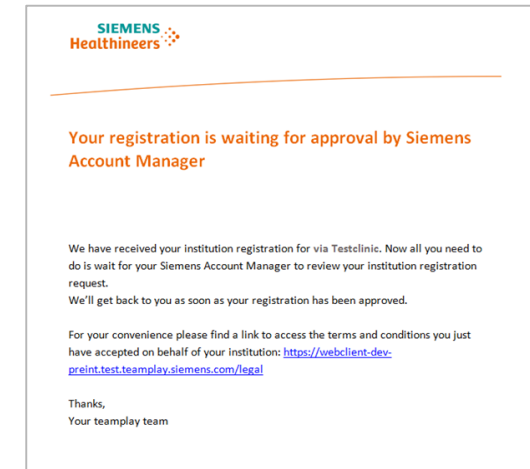 SIEMENS
Healthineers
Your registration is waiting for approval by Siemens
Account Manager
We have received your institution registration for via Testclinic. Now all you need to
do is wait for your Siemens Account Manager to review your institution registration
request.
We'll get back to you as soon as your registration has been approved.
For your convenience please find a link to access the terms and conditions you just
have accepted on behalf of your institution: https://webclient-dev-
preint.test.teamplay.siemens.com/legal
Thanks,
Your teamplay team